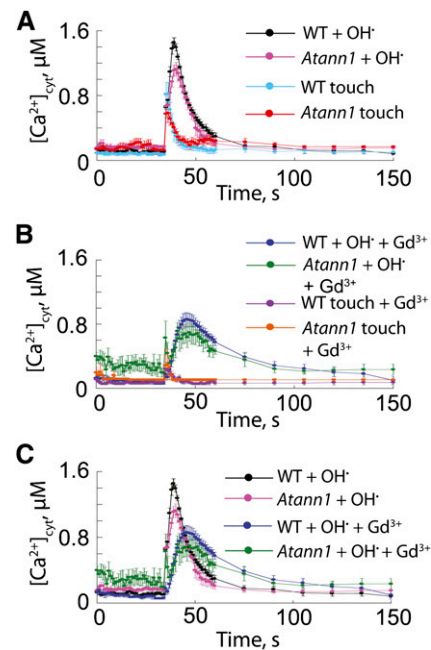 A
[Ca²⁺]cyt, µM
1.6
0.8
0
WT + OH•
Atann1 + OH•
WT touch
Atann1 touch
0 50 100 150
Time, s
B
[Ca²⁺]cyt, µM
1.6
0.8
0
WT + OH• + Gd³⁺
Atann1 + OH•
+ Gd³⁺
WT touch + Gd³⁺
Atann1 touch
+ Gd³⁺
0 50 100 150
Time, s
C
[Ca²⁺]cyt, µM
1.6
0.8
0
WT + OH•
Atann1 + OH•
WT + OH• + Gd³⁺
Atann1 + OH• + Gd³⁺
0 50 100 150
Time, s